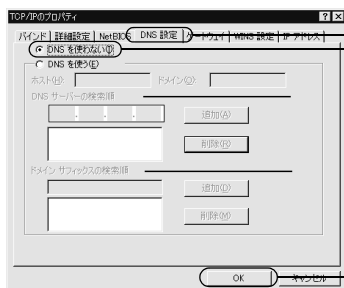 TCP/IPのプロパティ
バインド 詳細設定 NetBIOS DNS 設定 ゲートウェイ WINS 設定 IP アドレス
DNS を使わない(I)
DNS を使う(E)
ホスト(H): ドメイン(O):
DNS サーバーの検索順
追加(A)
削除(R)
ドメイン サフィックスの検索順
追加(D)
削除(M)
OK キャンセル